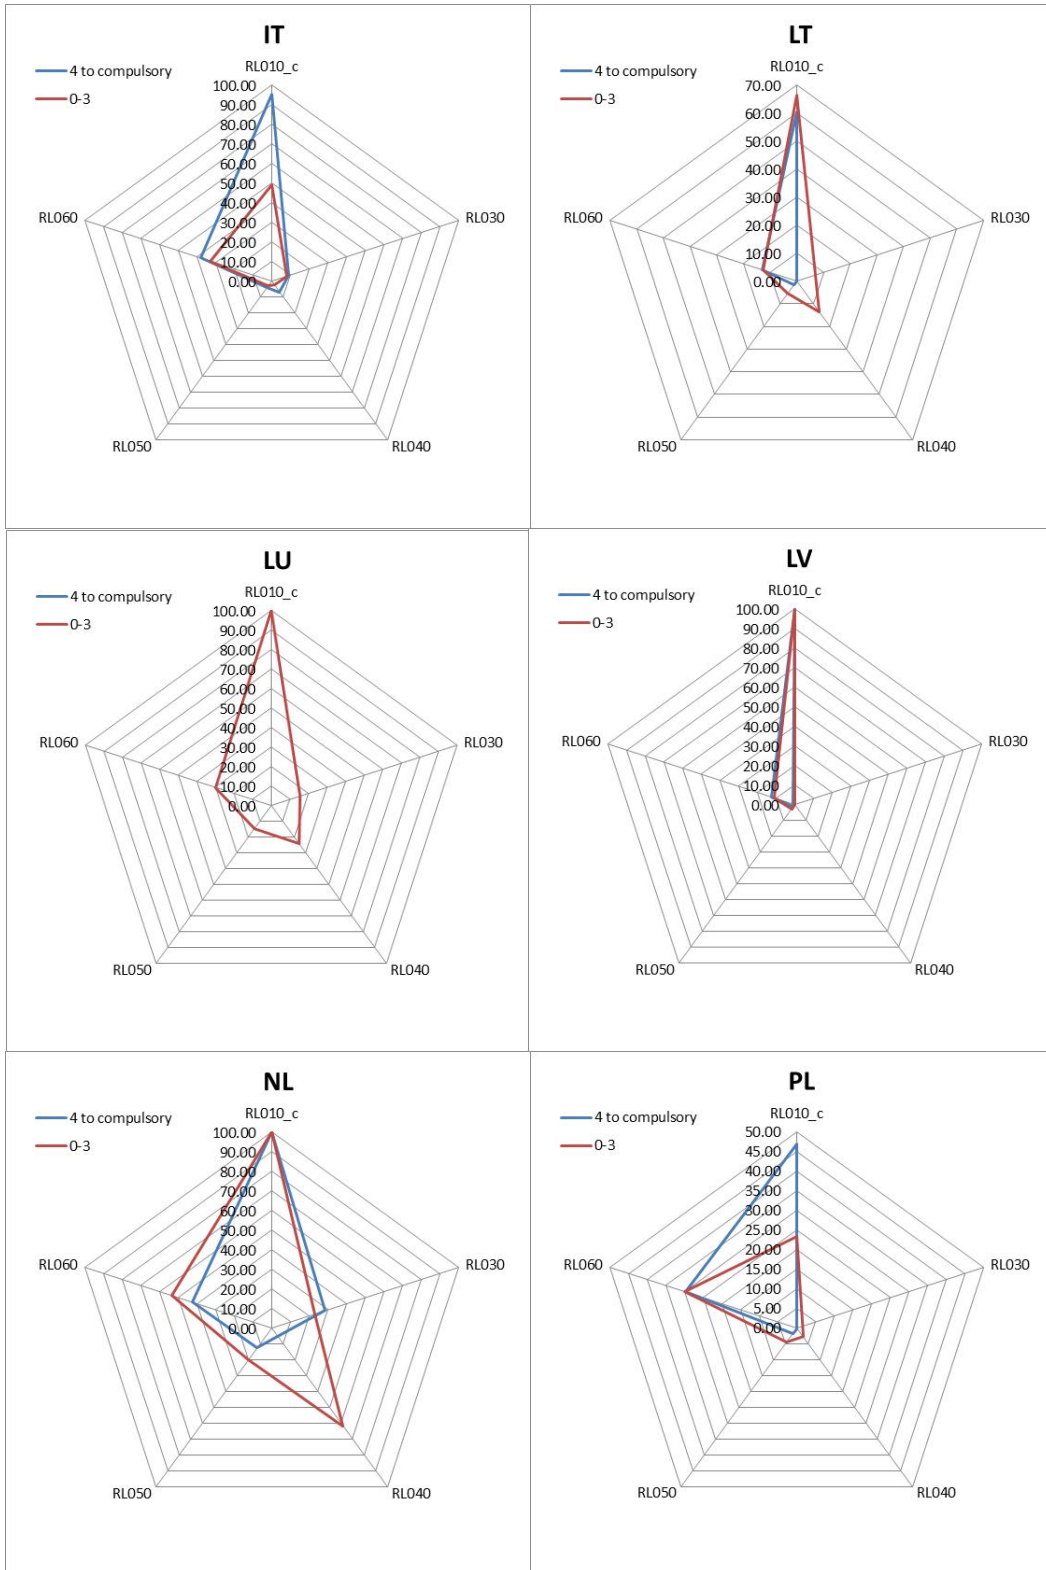 IT
4 to compulsory
0-3
RL010_c
100.00
90.00
80.00
70.00
60.00
50.00
40.00
30.00
20.00
10.00
0.00
RL060
RL030
RL050
RL040
LT
4 to compulsory
0-3
RL010_c
70.00
60.00
50.00
40.00
30.00
20.00
10.00
0.00
RL060
RL030
RL050
RL040
LU
4 to compulsory
0-3
RL010_c
100.00
90.00
80.00
70.00
60.00
50.00
40.00
30.00
20.00
10.00
0.00
RL060
RL030
RL050
RL040
LV
4 to compulsory
0-3
RL010_c
100.00
90.00
80.00
70.00
60.00
50.00
40.00
30.00
20.00
10.00
0.00
RL060
RL030
RL050
RL040
NL
4 to compulsory
0-3
RL010_c
100.00
90.00
80.00
70.00
60.00
50.00
40.00
30.00
20.00
10.00
0.00
RL060
RL030
RL050
RL040
PL
4 to compulsory
0-3
RL010_c
50.00
45.00
40.00
35.00
30.00
25.00
20.00
15.00
10.00
5.00
0.00
RL060
RL030
RL050
RL040